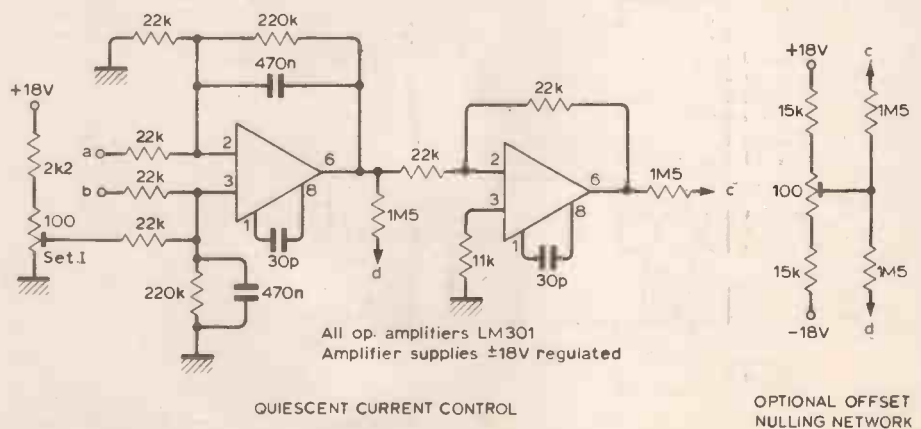 22k
220k
470n
+18V
2k2
a
22k
2
b
22k
3
6
8
1
30p
100
Set.I
22k
220k
470n
1M5
d
22k
22k
2
3
6
8
1
30p
11k
1M5
c
+18V
c
15k
1M5
100
15k
1M5
-18V
d
All op. amplifiers LM301
Amplifier supplies ±18V regulated
QUIESCENT CURRENT CONTROL
OPTIONAL OFFSET
NULLING NETWORK